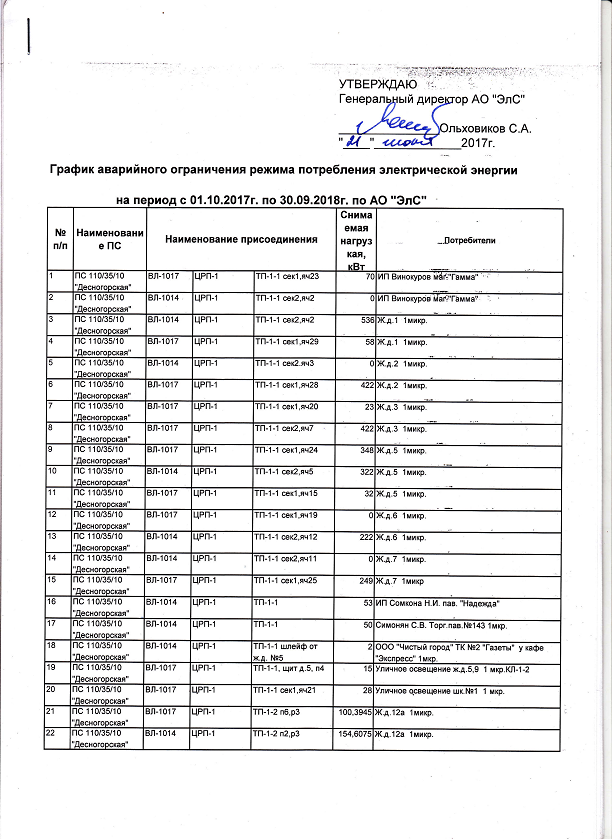 УТВЕРЖДАЮ
Генеральный директор АО "ЭлС"
Ольховиков С.А.
"21" июня 2017г.
График аварийного ограничения режима потребления электрической энергии
на период с 01.10.2017г. по 30.09.2018г. по АО "ЭлС"
№ п/п Наименовани е ПС Наименование присоединения Снима емая нагруз кая, кВт Потребители
1 ПС 110/35/10 "Десногорская" ВЛ-1017 ЦРП-1 ТП-1-1 сек1,яч23 70 ИП Винокуров маг."Гамма"
2 ПС 110/35/10 "Десногорская" ВЛ-1014 ЦРП-1 ТП-1-1 сек2,яч2 0 ИП Винокуров маг."Гамма"
3 ПС 110/35/10 "Десногорская" ВЛ-1014 ЦРП-1 ТП-1-1 сек2,яч2 536 Ж.д.1 1микр.
4 ПС 110/35/10 "Десногорская" ВЛ-1017 ЦРП-1 ТП-1-1 сек1,яч29 58 Ж.д.1 1микр.
5 ПС 110/35/10 "Десногорская" ВЛ-1014 ЦРП-1 ТП-1-1 сек2.яч3 0 Ж.д.2 1микр.
6 ПС 110/35/10 "Десногорская" ВЛ-1017 ЦРП-1 ТП-1-1 сек1,яч28 422 Ж.д.2 1микр.
7 ПС 110/35/10 "Десногорская" ВЛ-1017 ЦРП-1 ТП-1-1 сек1,яч20 23 Ж.д.3 1микр.
8 ПС 110/35/10 "Десногорская" ВЛ-1014 ЦРП-1 ТП-1-1 сек2,яч7 422 Ж.д.3 1микр.
9 ПС 110/35/10 "Десногорская" ВЛ-1017 ЦРП-1 ТП-1-1 сек1,яч24 348 Ж.д.5 1микр.
10 ПС 110/35/10 "Десногорская" ВЛ-1014 ЦРП-1 ТП-1-1 сек2,яч5 322 Ж.д.5 1микр.
11 ПС 110/35/10 "Десногорская" ВЛ-1017 ЦРП-1 ТП-1-1 сек1,яч15 32 Ж.д.5 1микр.
12 ПС 110/35/10 "Десногорская" ВЛ-1017 ЦРП-1 ТП-1-1 сек1,яч19 0 Ж.д.6 1микр.
13 ПС 110/35/10 "Десногорская" ВЛ-1014 ЦРП-1 ТП-1-1 сек2,яч12 222 Ж.д.6 1микр.
14 ПС 110/35/10 "Десногорская" ВЛ-1014 ЦРП-1 ТП-1-1 сек2,яч11 0 Ж.д.7 1микр.
15 ПС 110/35/10 "Десногорская" ВЛ-1017 ЦРП-1 ТП-1-1 сек1,яч25 249 Ж.д.7 1микр
16 ПС 110/35/10 "Десногорская" ВЛ-1014 ЦРП-1 ТП-1-1 53 ИП Сомкона Н.И. пав. "Надежда"
17 ПС 110/35/10 "Десногорская" ВЛ-1014 ЦРП-1 ТП-1-1 50 Симонян С.В. Торг.пав.№143 1мкр.
18 ПС 110/35/10 "Десногорская" ВЛ-1014 ЦРП-1 ТП-1-1 шлейф от ж.д. №5 2 ООО "Чистый город" ТК №2 "Газеты" у кафе "Экспресс" 1мкр.
19 ПС 110/35/10 "Десногорская" ВЛ-1017 ЦРП-1 ТП-1-1, щит д.5, п4 15 Уличное освещение ж.д.5,9 1 мкр.КЛ-1-2
20 ПС 110/35/10 "Десногорская" ВЛ-1017 ЦРП-1 ТП-1-1 сек1,яч21 28 Уличное освещение шк.№1 1 мкр.
21 ПС 110/35/10 "Десногорская" ВЛ-1017 ЦРП-1 ТП-1-2 п6,р3 100,3945 Ж.д.12а 1микр.
22 ПС 110/35/10 "Десногорская" ВЛ-1014 ЦРП-1 ТП-1-2 п2,р3 154,6075 Ж.д.12а 1микр.